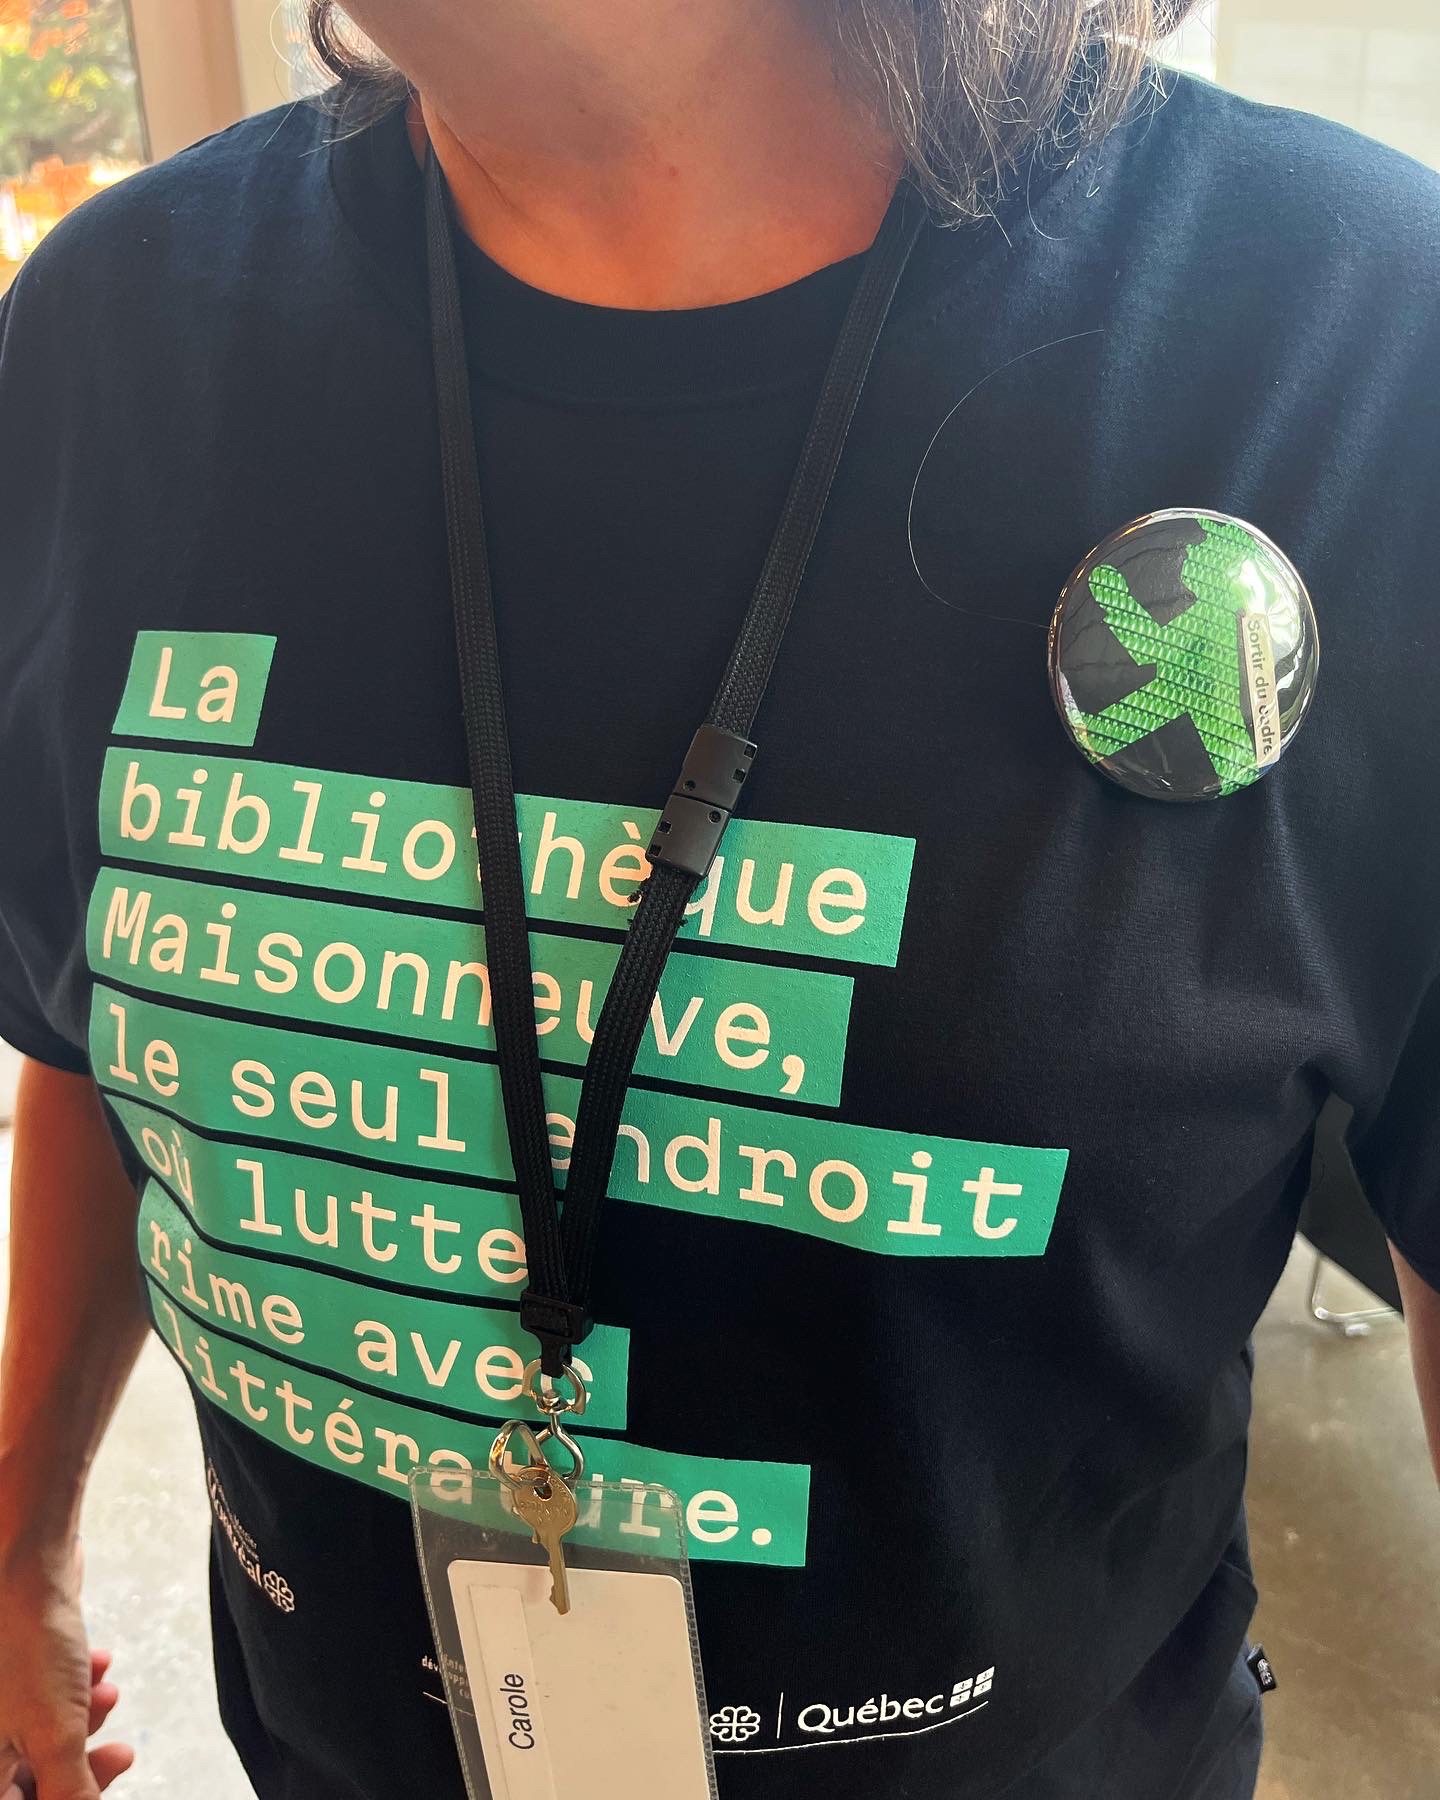 La
bibliothèque
Maisonneuve,
le seul endroit
où lutte
rime avec
littérature.
Sortir du cadre
Carole
Québec